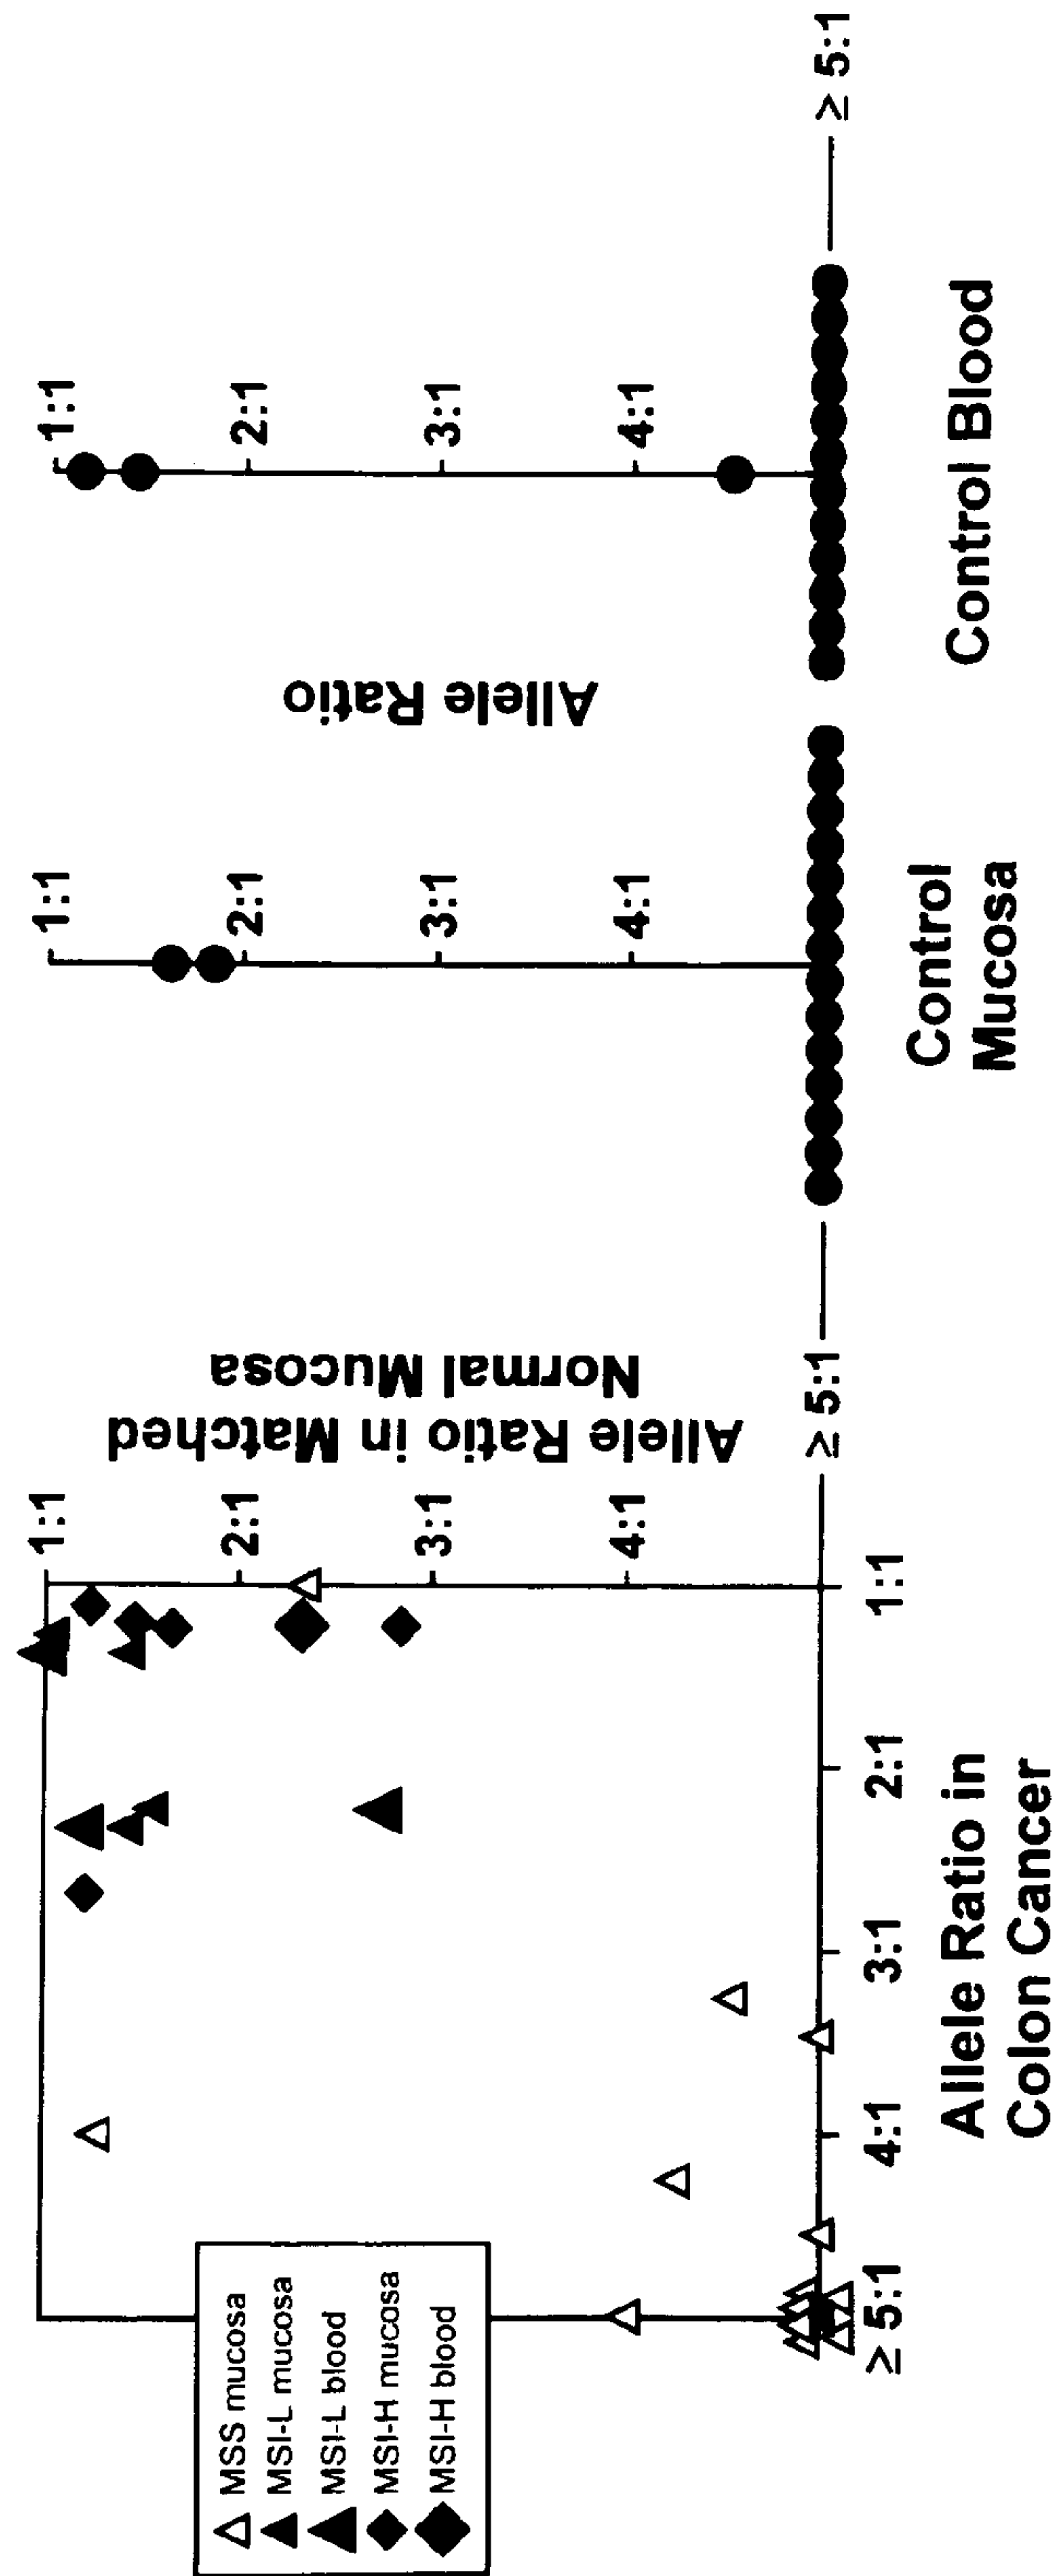 △ MSS mucosa
▲ MSI-L mucosa
▲ MSI-L blood
◆ MSI-H mucosa
◆ MSI-H blood
≥ 5:1
4:1
3:1
2:1
1:1
Allele Ratio in
Colon Cancer
1:1
2:1
3:1
4:1
≥ 5:1
Allele Ratio in Matched
Normal Mucosa
1:1
2:1
3:1
4:1
Control
Mucosa
Allele Ratio
1:1
2:1
3:1
4:1
≥ 5:1
Control Blood